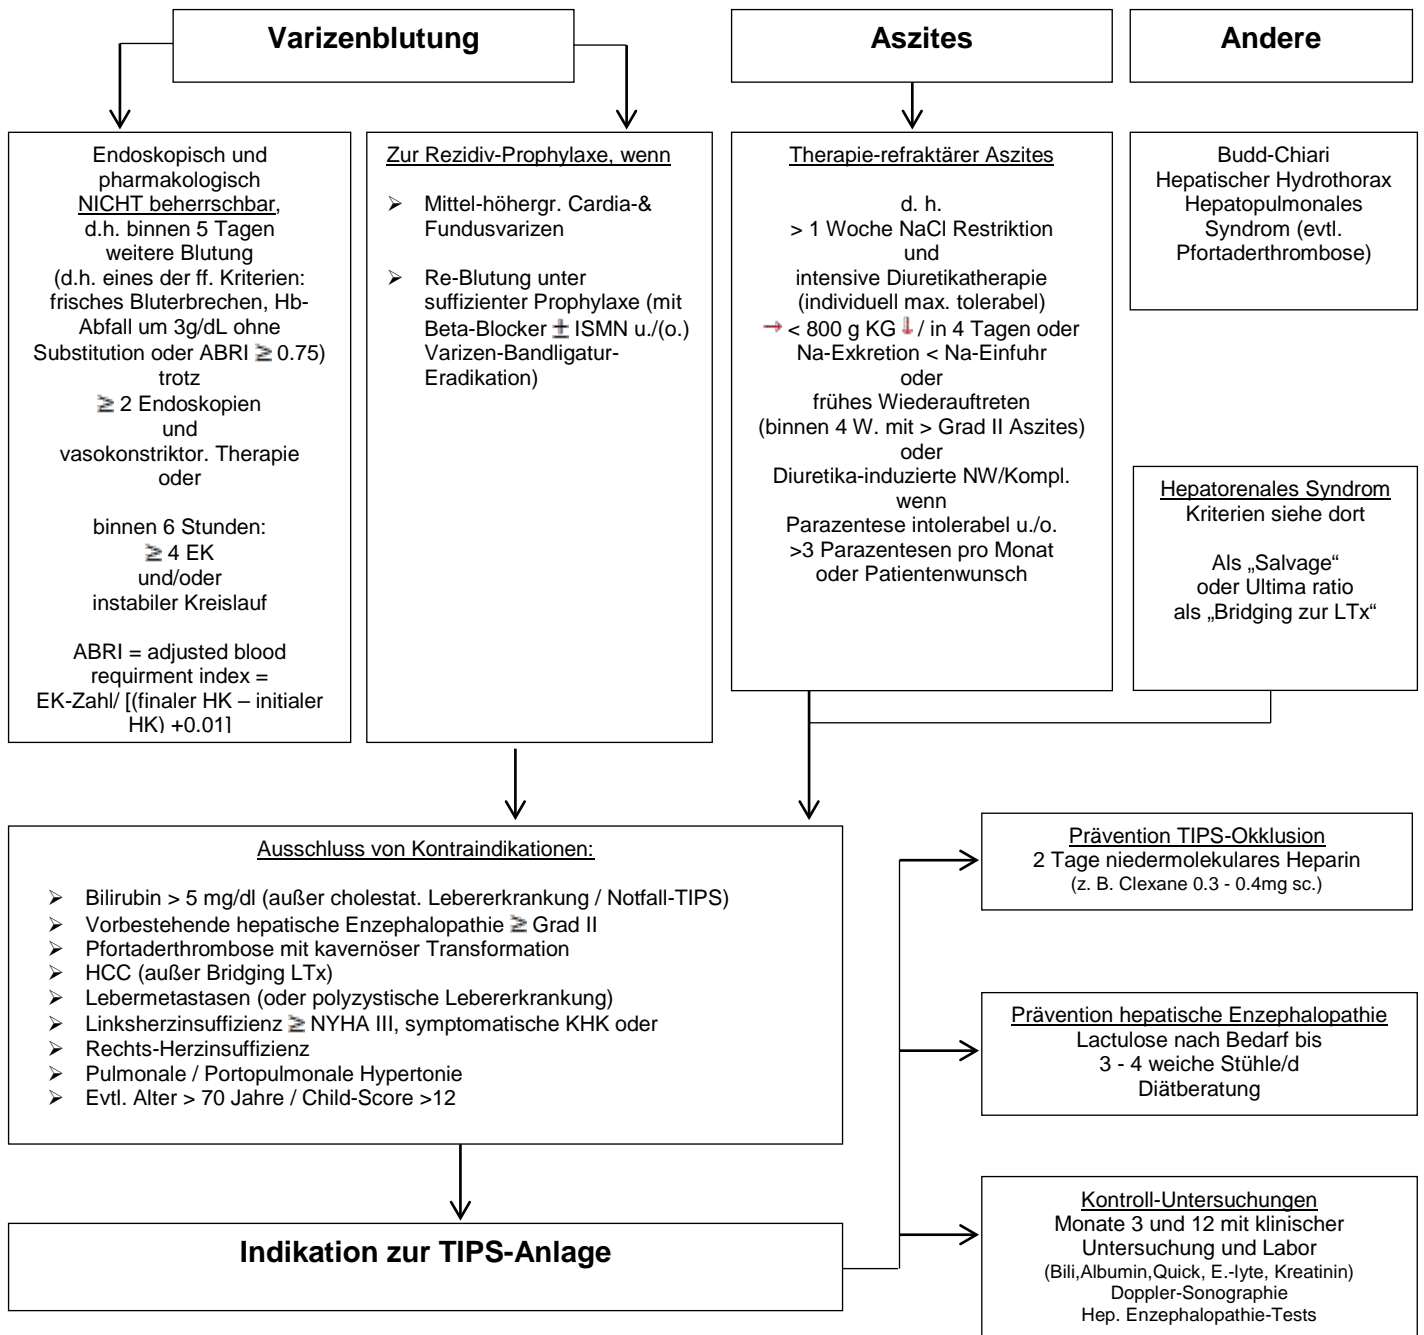 Varizenblutung
Aszites
Andere
Endoskopisch und
pharmakologisch
NICHT beherrschbar,
d.h. binnen 5 Tagen
weitere Blutung
(d.h. eines der ff. Kriterien:
frisches Bluterbrechen, Hb-
Abfall um 3g/dL ohne
Substitution oder ABRI ≥ 0.75)
trotz
≥ 2 Endoskopien
und
vasokonstriktor. Therapie
oder
binnen 6 Stunden:
≥ 4 EK
und/oder
instabiler Kreislauf
ABRI = adjusted blood
requirment index =
EK-Zahl/ [(finaler HK – initialer
HK) +0.01]
Zur Rezidiv-Prophylaxe, wenn
➢ Mittel-höhergr. Cardia-&
Fundusvarizen
➢ Re-Blutung unter
suffizienter Prophylaxe (mit
Beta-Blocker ± ISMN u./(o.)
Varizen-Bandligatur-
Eradikation)
Therapie-refraktärer Aszites
d. h.
> 1 Woche NaCl Restriktion
und
intensive Diuretikatherapie
(individuell max. tolerabel)
→ < 800 g KG ↓ / in 4 Tagen oder
Na-Exkretion < Na-Einfuhr
oder
frühes Wiederauftreten
(binnen 4 W. mit > Grad II Aszites)
oder
Diuretika-induzierte NW/Kompl.
wenn
Parazentese intolerabel u./o.
>3 Parazentesen pro Monat
oder Patientenwunsch
Budd-Chiari
Hepatischer Hydrothorax
Hepatopulmonales
Syndrom (evtl.
Pfortaderthrombose)
Hepatorenales Syndrom
Kriterien siehe dort
Als „Salvage“
oder Ultima ratio
als „Bridging zur LTx“
Ausschluss von Kontraindikationen:
➢ Bilirubin > 5 mg/dl (außer cholestat. Lebererkrankung / Notfall-TIPS)
➢ Vorbestehende hepatische Enzephalopathie ≥ Grad II
➢ Pfortaderthrombose mit kavernöser Transformation
➢ HCC (außer Bridging LTx)
➢ Lebermetastasen (oder polyzystische Lebererkrankung)
➢ Linksherzinsuffizienz ≥ NYHA III, symptomatische KHK oder
➢ Rechts-Herzinsuffizienz
➢ Pulmonale / Portopulmonale Hypertonie
➢ Evtl. Alter > 70 Jahre / Child-Score >12
Indikation zur TIPS-Anlage
Prävention TIPS-Okklusion
2 Tage niedermolekulares Heparin
(z. B. Clexane 0.3 - 0.4mg sc.)
Prävention hepatische Enzephalopathie
Lactulose nach Bedarf bis
3 - 4 weiche Stühle/d
Diätberatung
Kontroll-Untersuchungen
Monate 3 und 12 mit klinischer
Untersuchung und Labor
(Bili,Albumin,Quick, E.-lyte, Kreatinin)
Doppler-Sonographie
Hep. Enzephalopathie-Tests